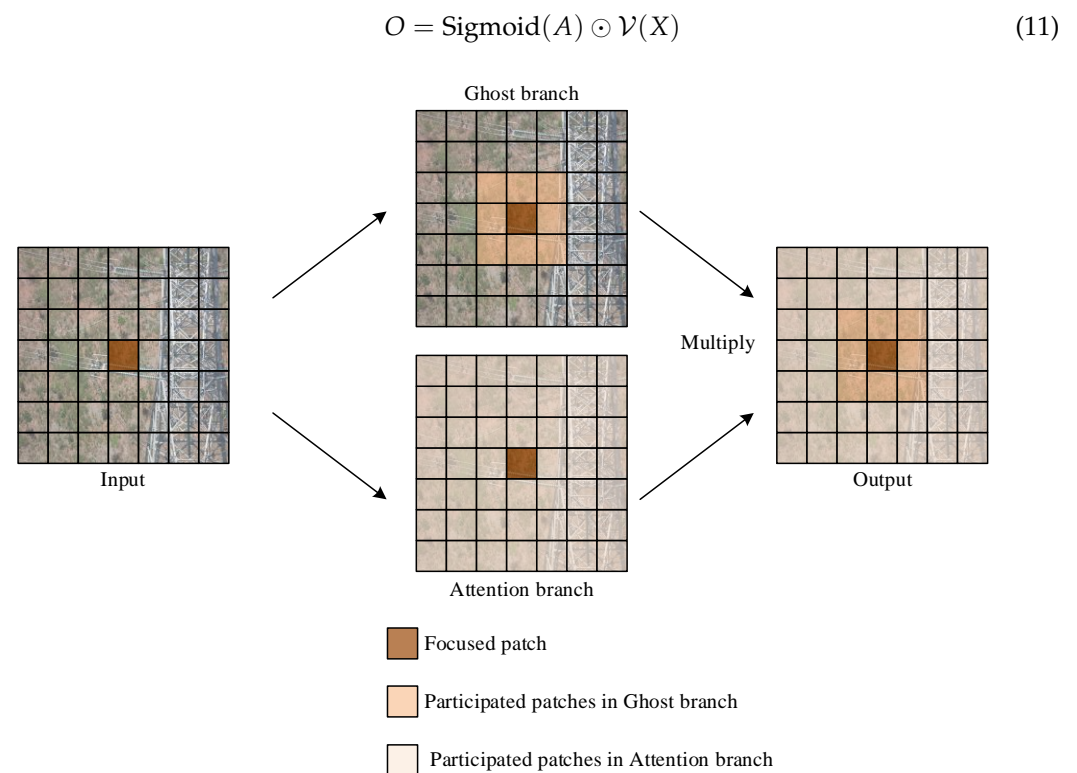 O = Sigmoid(A) ⊙ 𝒱(X) (11)
Ghost branch
Multiply
Input
Output
Attention branch
Focused patch
Participated patches in Ghost branch
Participated patches in Attention branch